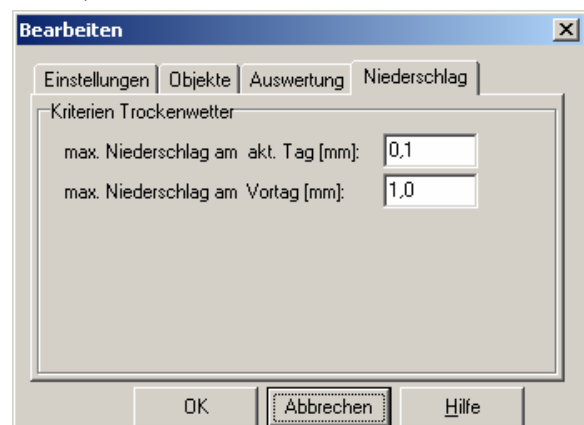 Bearbeiten
Einstellungen Objekte Auswertung Niederschlag
Kriterien Trockenwetter
max. Niederschlag am akt. Tag [mm]: 0,1
max. Niederschlag am Vortag [mm]: 1,0
OK Abbrechen Hilfe